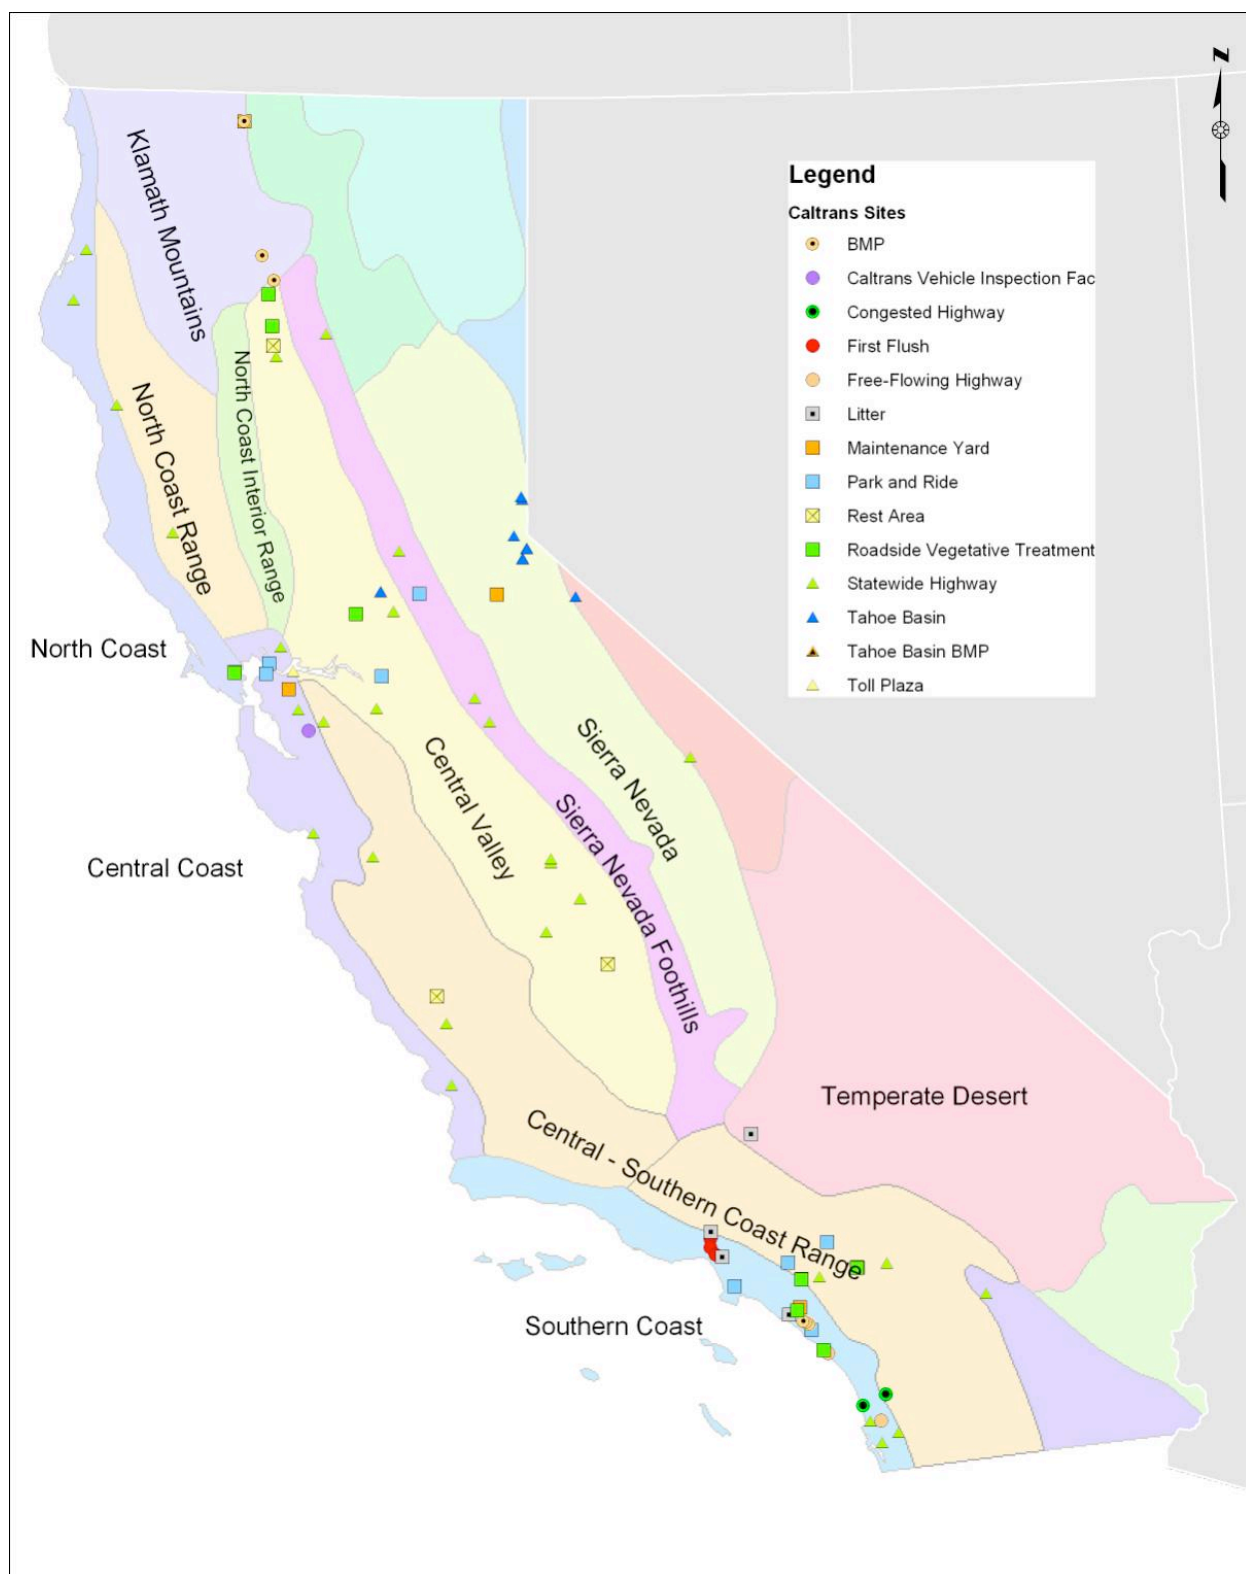 N
Legend
Caltrans Sites
BMP
Caltrans Vehicle Inspection Fac
Congested Highway
First Flush
Free-Flowing Highway
Litter
Maintenance Yard
Park and Ride
Rest Area
Roadside Vegetative Treatment
Statewide Highway
Tahoe Basin
Tahoe Basin BMP
Toll Plaza
Klamath Mountains
North Coast Range
North Coast Interior Range
North Coast
Central Coast
Central Valley
Sierra Nevada
Sierra Nevada Foothills
Temperate Desert
Central - Southern Coast Range
Southern Coast